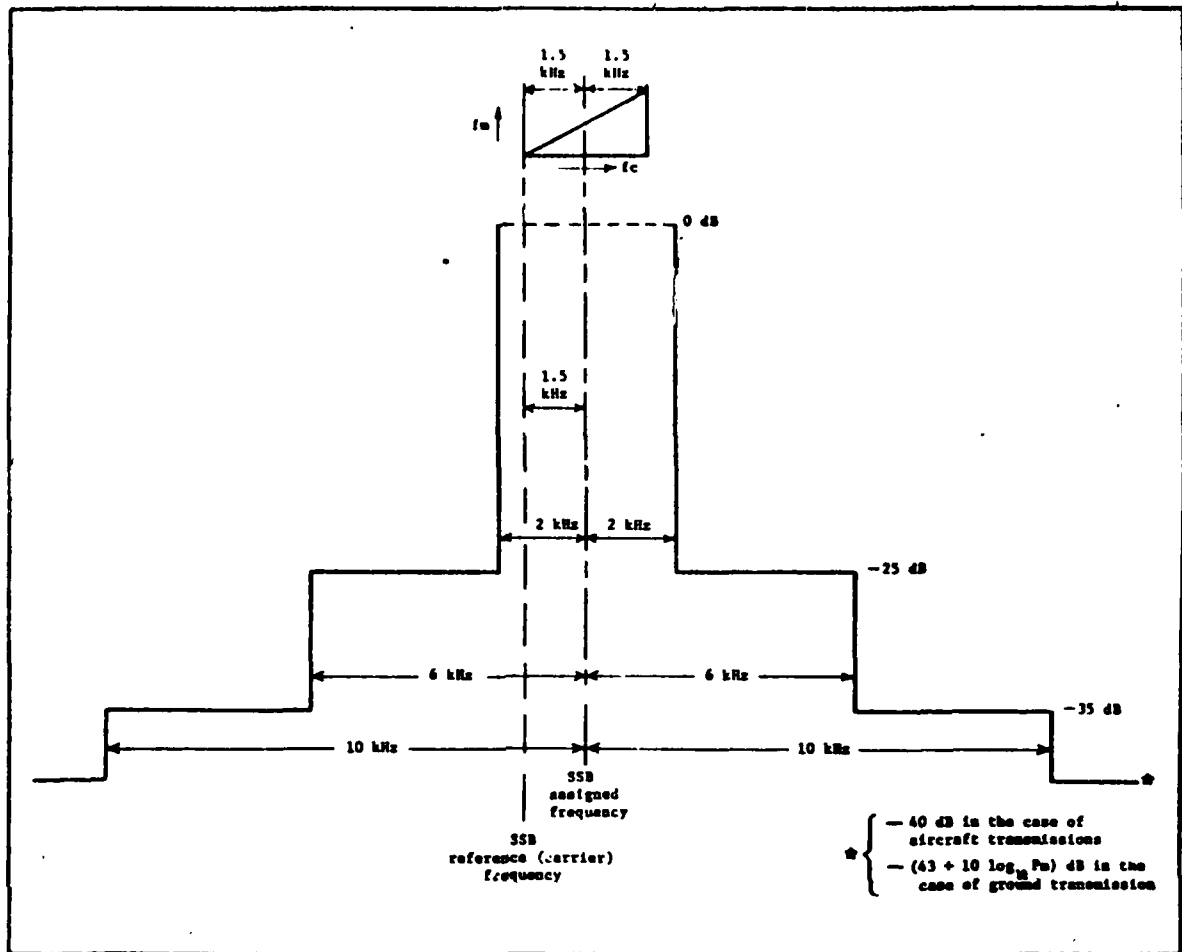 1.5 1.5
kHz kHz
fm
fc
0 dB
1.5
kHz
2 kHz 2 kHz
—25 dB
6 kHz 6 kHz
—35 dB
10 kHz 10 kHz
SSB
assigned
frequency
SSB
reference (carrier)
frequency
* { — 40 dB in the case of
aircraft transmissions
— (43 + 10 log₁₀ Pm) dB in the
case of ground transmission